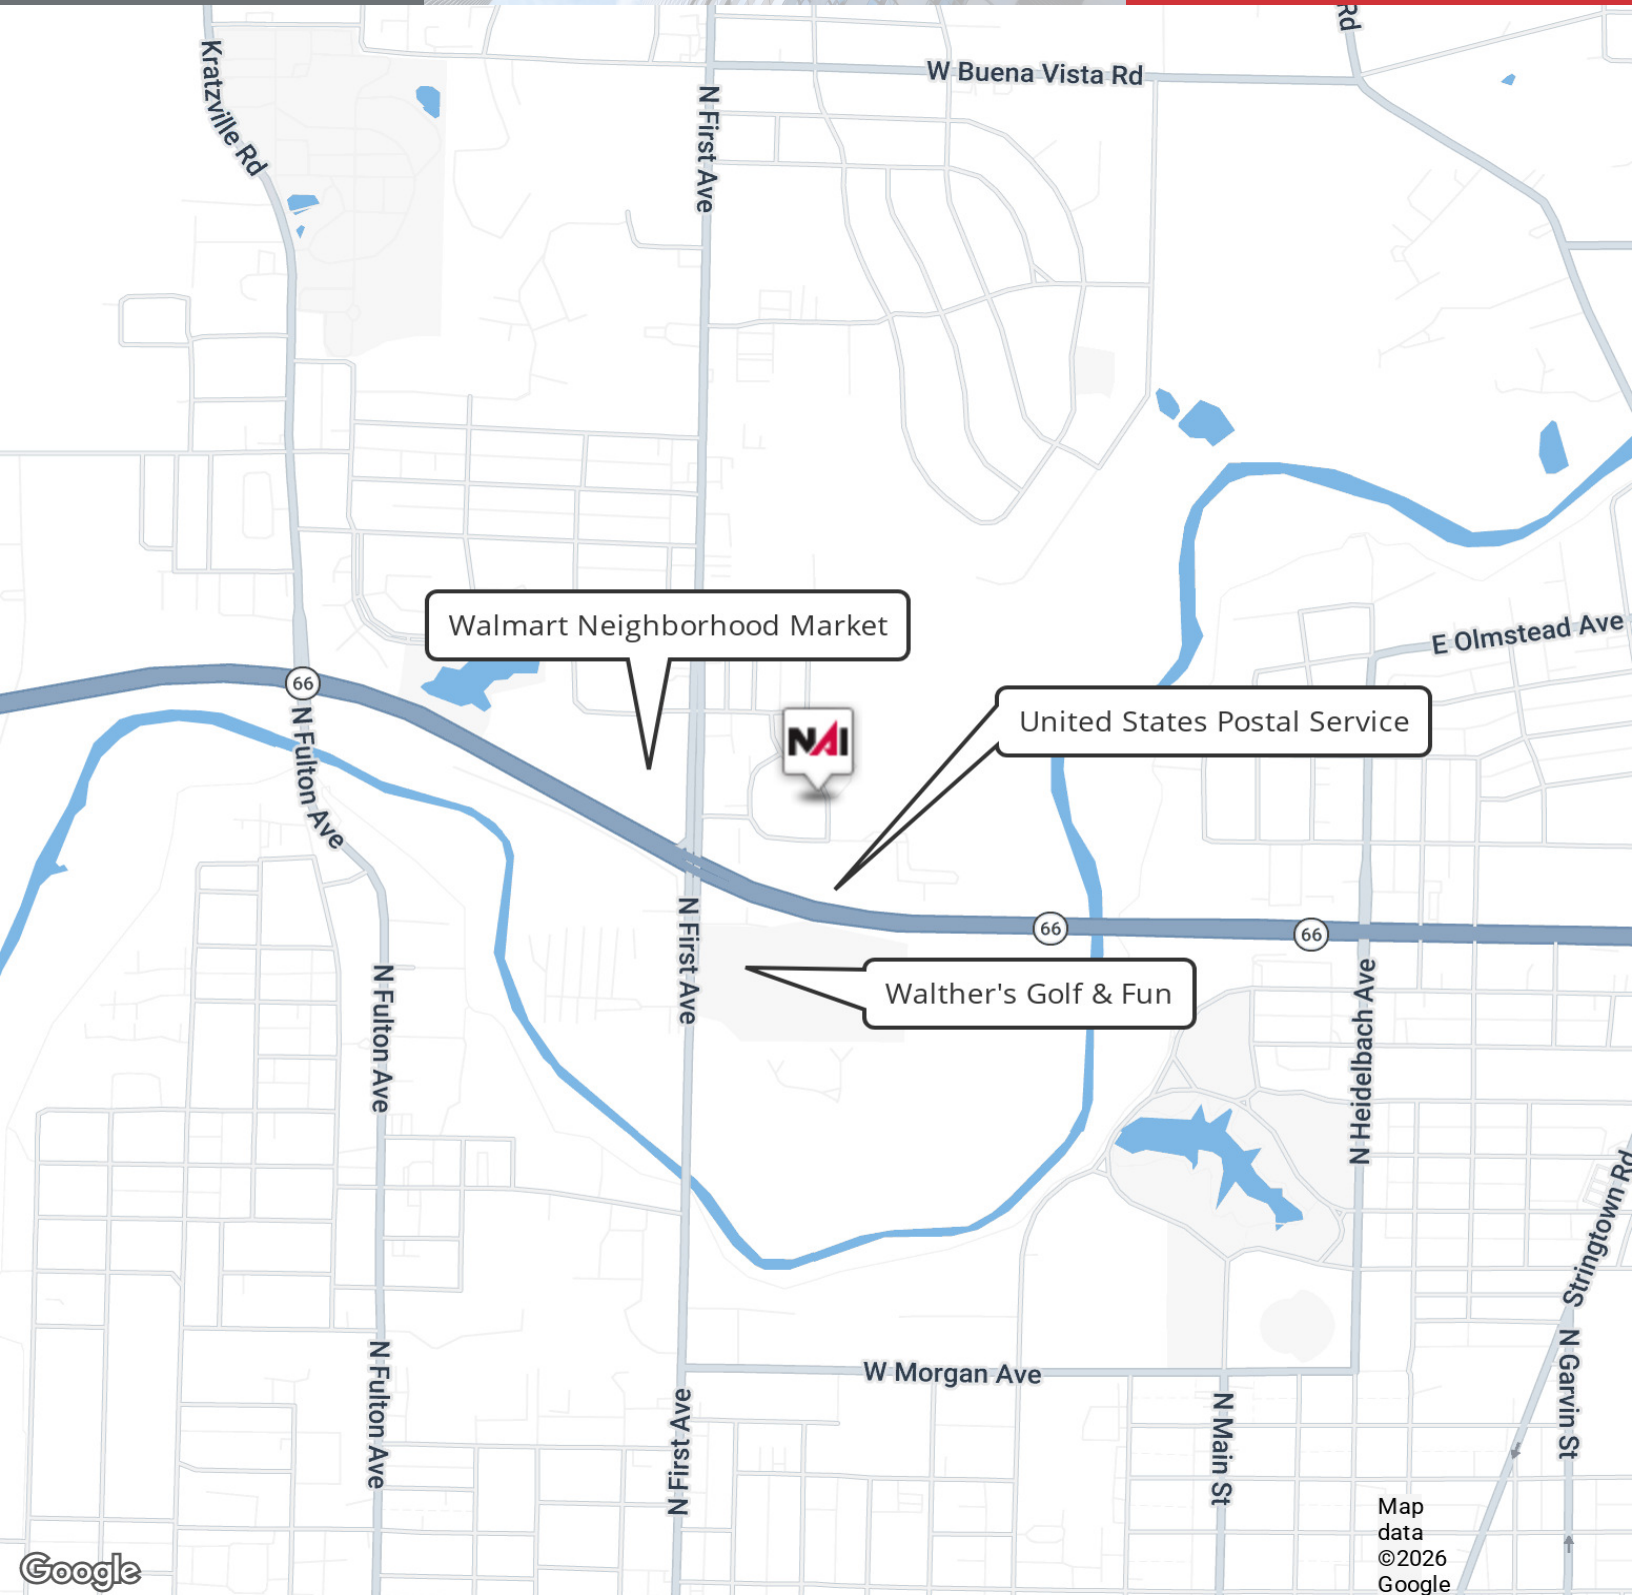 Rd
Kratzville Rd
W Buena Vista Rd
N First Ave
Walmart Neighborhood Market
E Olmstead Ave
66
United States Postal Service
NAI
N Fulton Ave
66
66
N First Ave
Walther's Golf & Fun
N Fulton Ave
N Heidelbach Ave
Stringtown Rd
N Fulton Ave
W Morgan Ave
N First Ave
N Main St
N Garvin St
Map
data
©2026
Google
Google